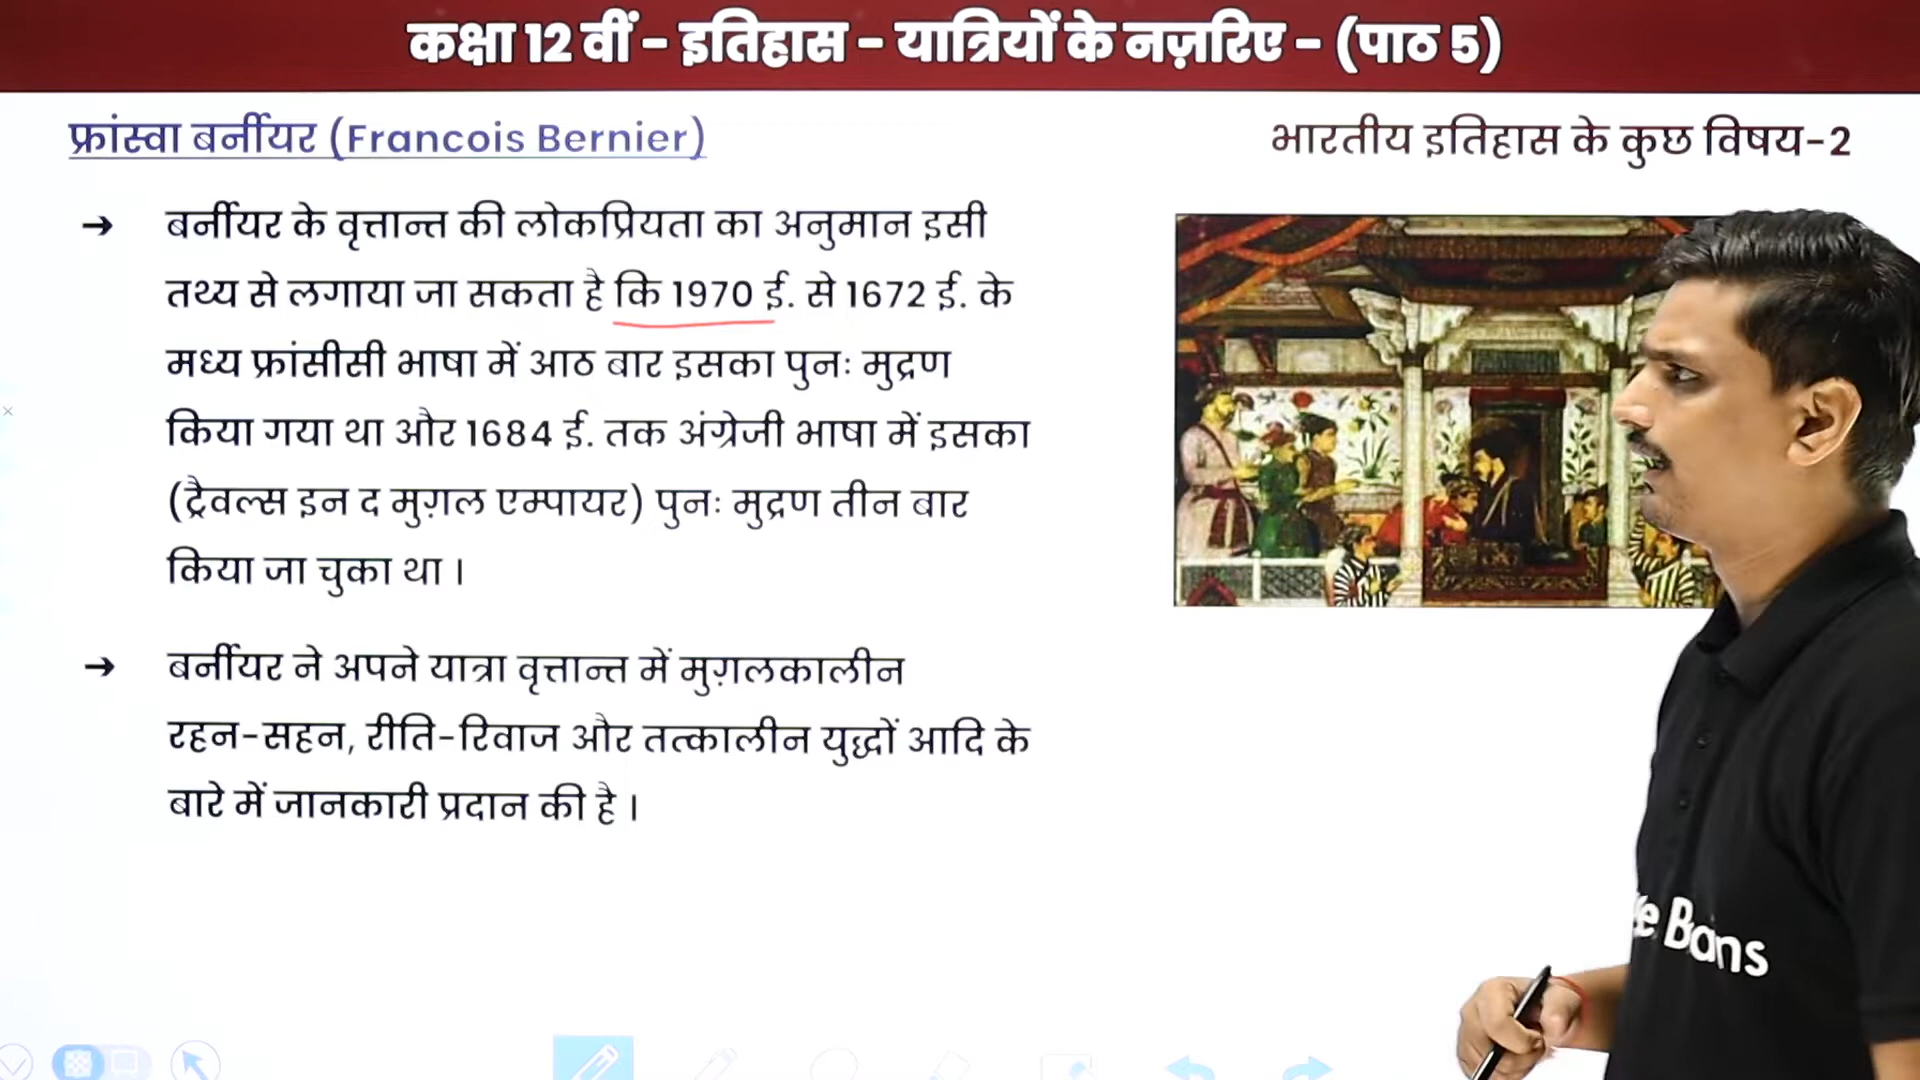 कक्षा 12 वीं - इतिहास - यात्रियों के नज़रिए - (पाठ 5)
फ्रांस्वा बर्नीयर (Francois Bernier)
भारतीय इतिहास के कुछ विषय-2
→ बर्नीयर के वृत्तान्त की लोकप्रियता का अनुमान इसी
तथ्य से लगाया जा सकता है कि 1970 ई. से 1672 ई. के
मध्य फ्रांसीसी भाषा में आठ बार इसका पुनः मुद्रण
किया गया था और 1684 ई. तक अंग्रेजी भाषा में इसका
(ट्रैवल्स इन द मुग़ल एम्पायर) पुनः मुद्रण तीन बार
किया जा चुका था ।
→ बर्नीयर ने अपने यात्रा वृत्तान्त में मुग़लकालीन
रहन-सहन, रीति-रिवाज और तत्कालीन युद्धों आदि के
बारे में जानकारी प्रदान की है ।